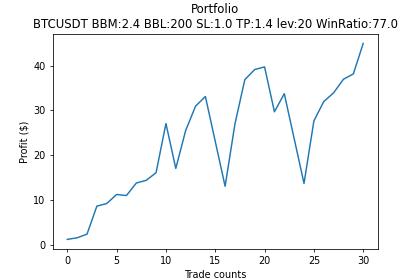 Portfolio
BTCUSDT BBM:2.4 BBL:200 SL:1.0 TP:1.4 lev:20 WinRatio:77.0
Profit ($)
40
30
20
10
0
0 5 10 15 20 25 30
Trade counts